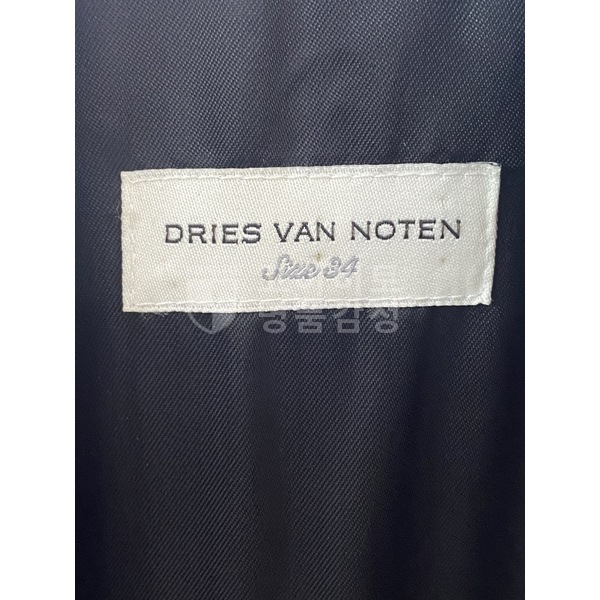 DRIES VAN NOTEN
Size 34
명품감정